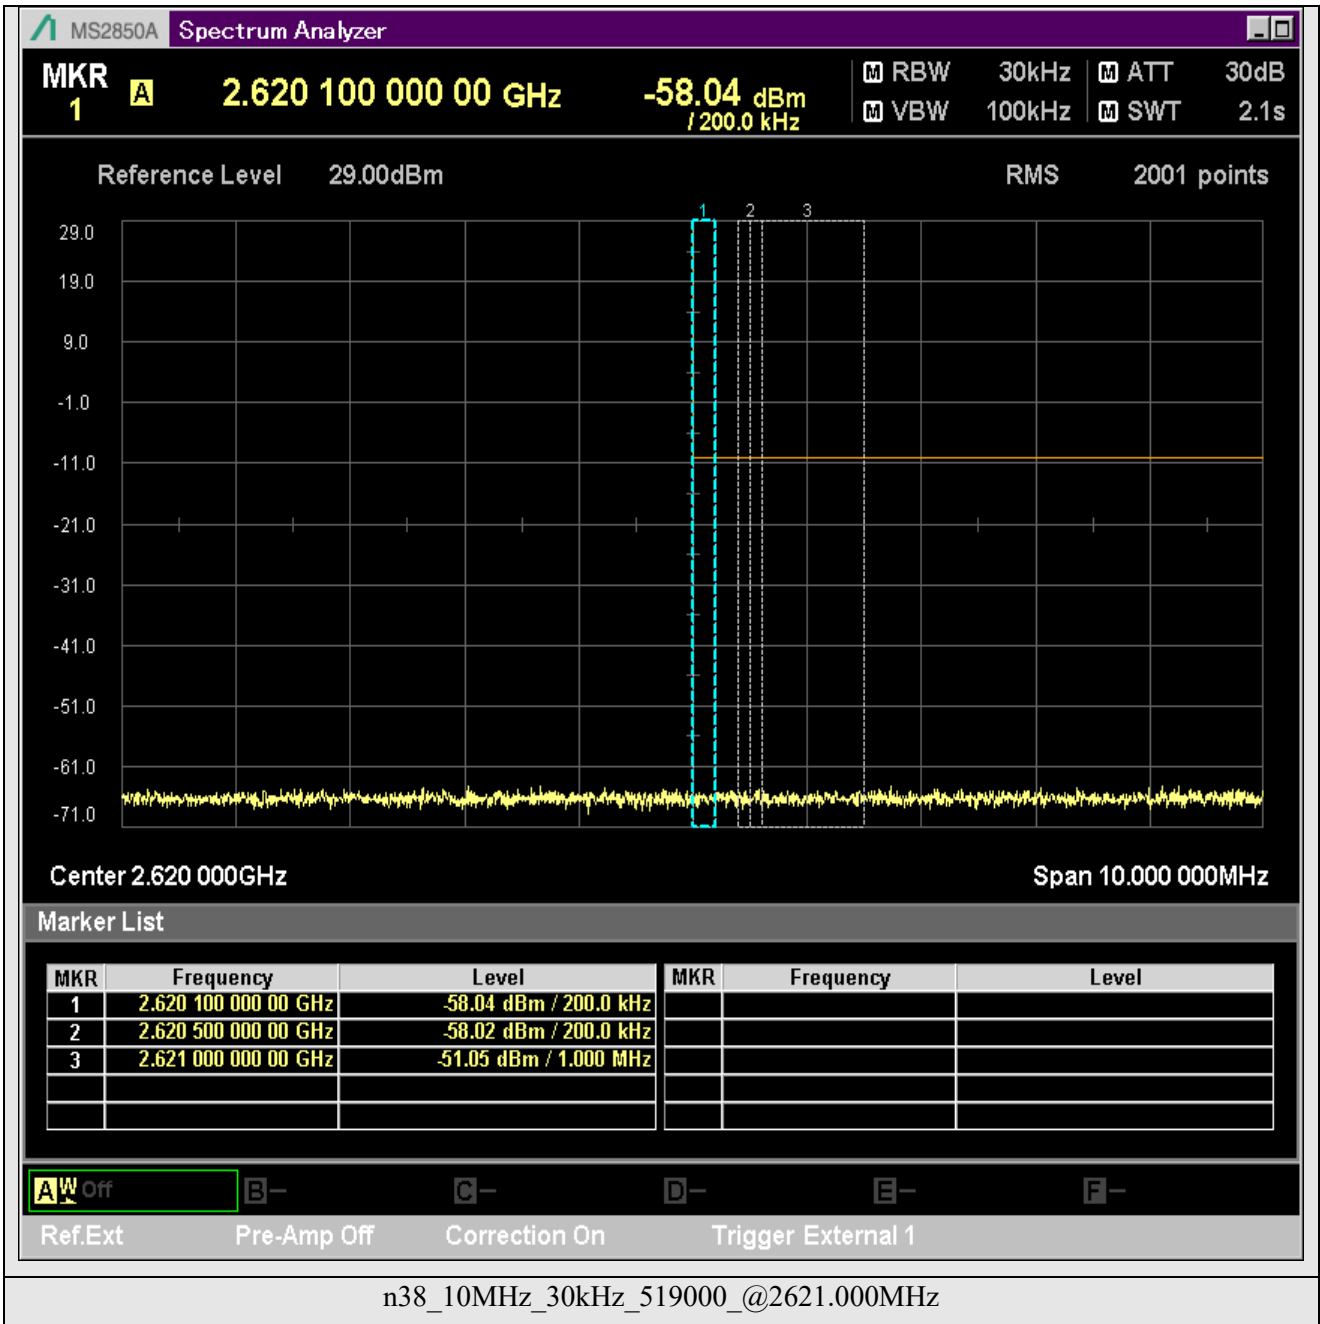 MS2850A Spectrum Analyzer
MKR 1 A 2.620 100 000 00 GHz -58.04 dBm / 200.0 kHz
M RBW 30kHz M ATT 30dB
M VBW 100kHz M SWT 2.1s
Reference Level 29.00dBm RMS 2001 points
1 2 3
29.0
19.0
9.0
-1.0
-11.0
-21.0
-31.0
-41.0
-51.0
-61.0
-71.0
Center 2.620 000GHz Span 10.000 000MHz
Marker List
MKR Frequency Level MKR Frequency Level
1 2.620 100 000 00 GHz -58.04 dBm / 200.0 kHz
2 2.620 500 000 00 GHz -58.02 dBm / 200.0 kHz
3 2.621 000 000 00 GHz -51.05 dBm / 1.000 MHz
A W Off B- C- D- E- F-
Ref.Ext Pre-Amp Off Correction On Trigger External 1
n38_10MHz_30kHz_519000_@2621.000MHz